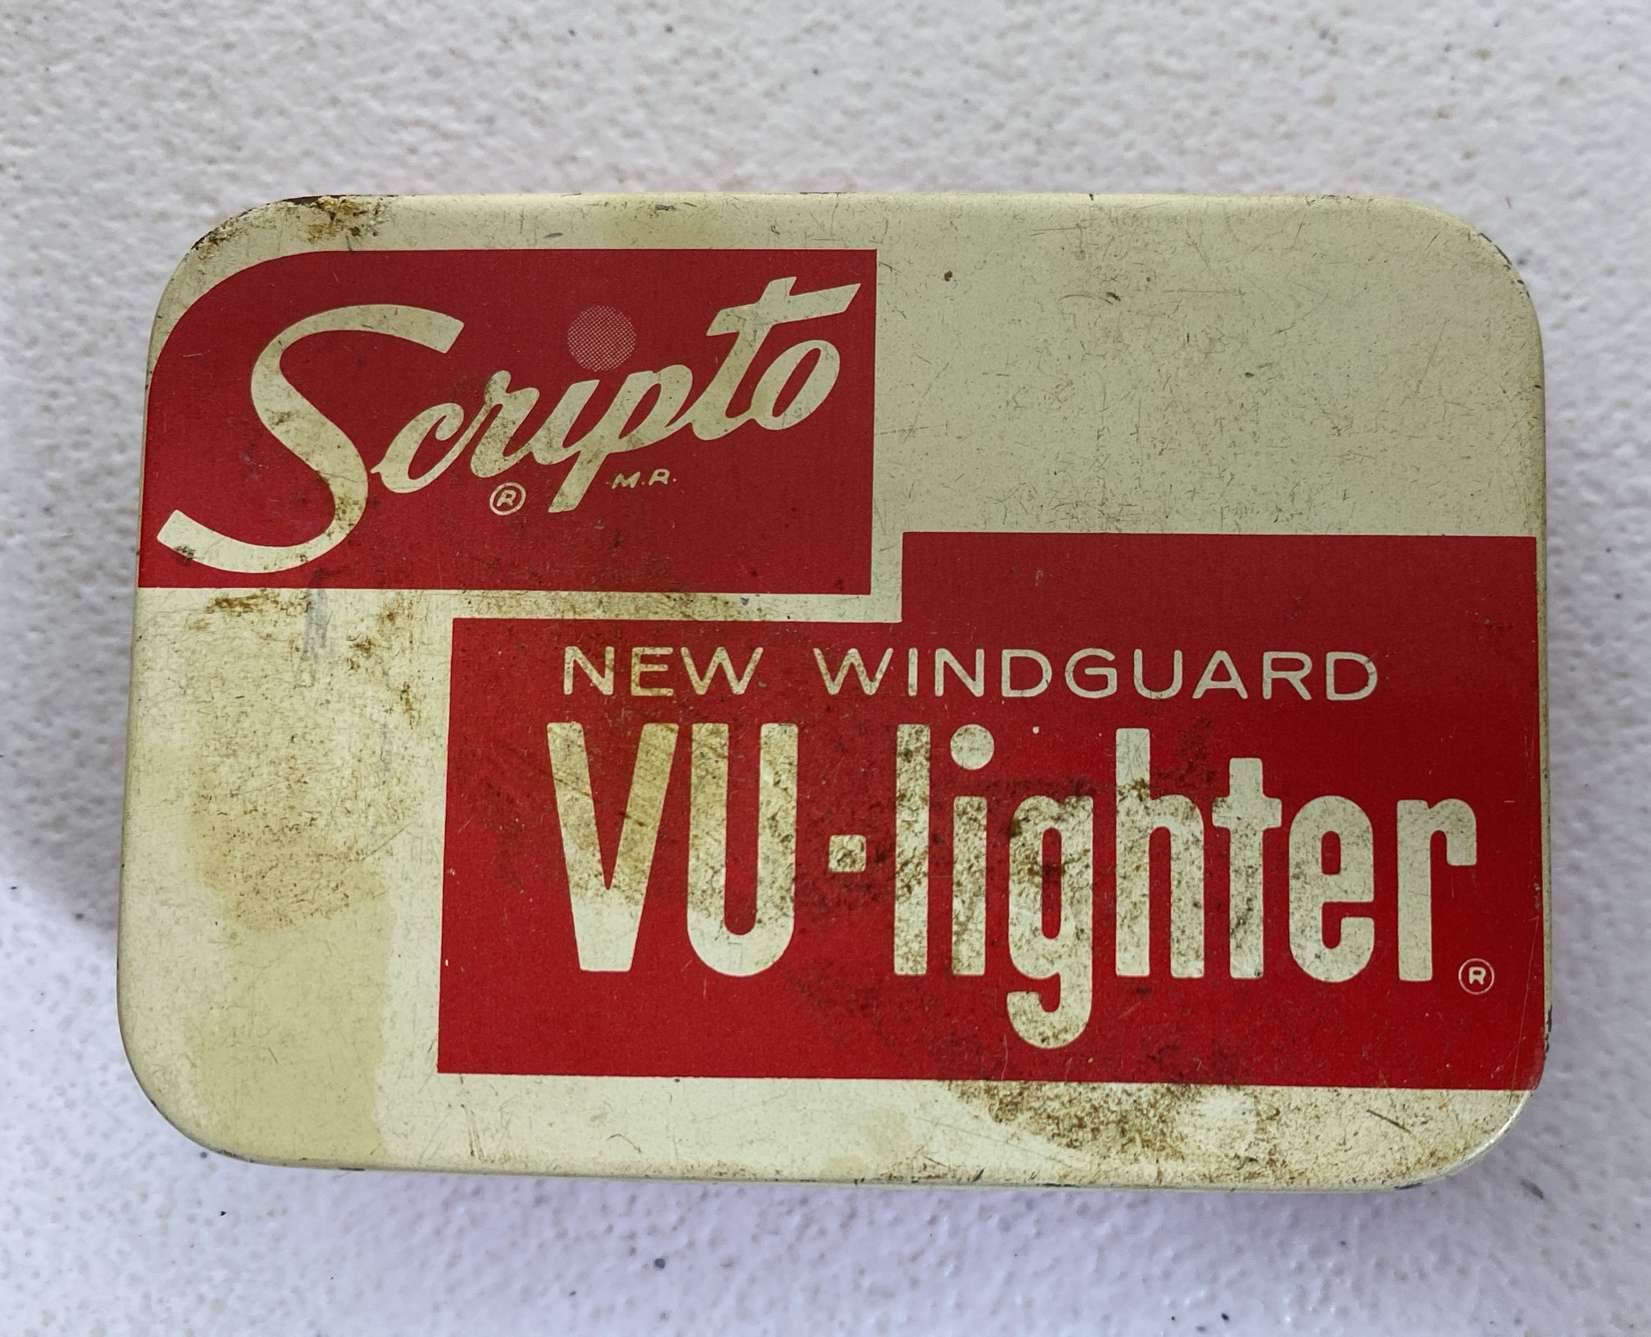 Scripto
® M.R.
NEW WINDGUARD
VU·lighter®